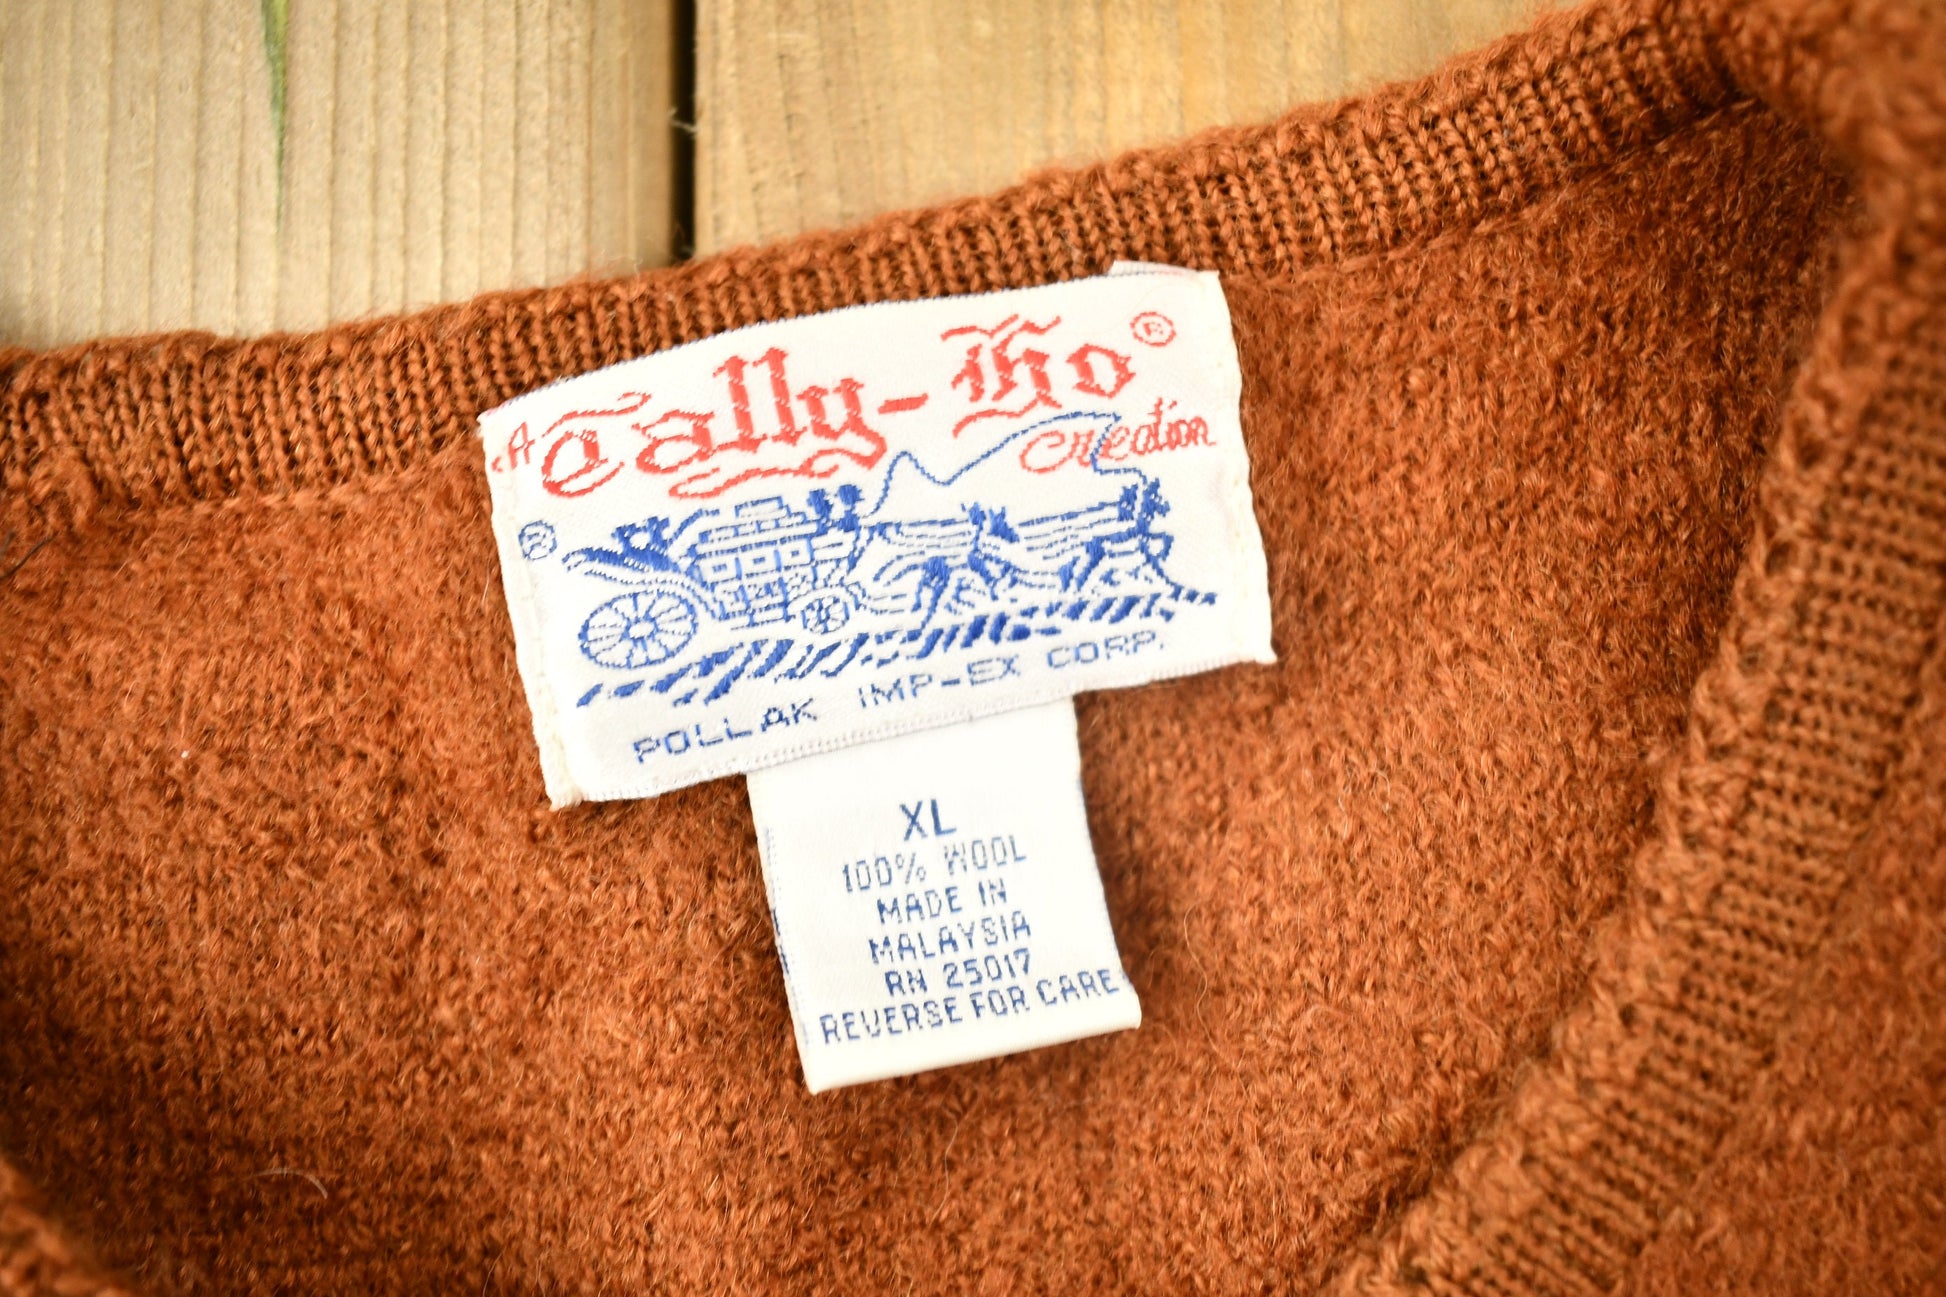 A Tally-Ho ®
Creation
®
POLLAK IMP-EX CORP.
XL
100% WOOL
MADE IN
MALAYSIA
RN 25017
REVERSE FOR CARE